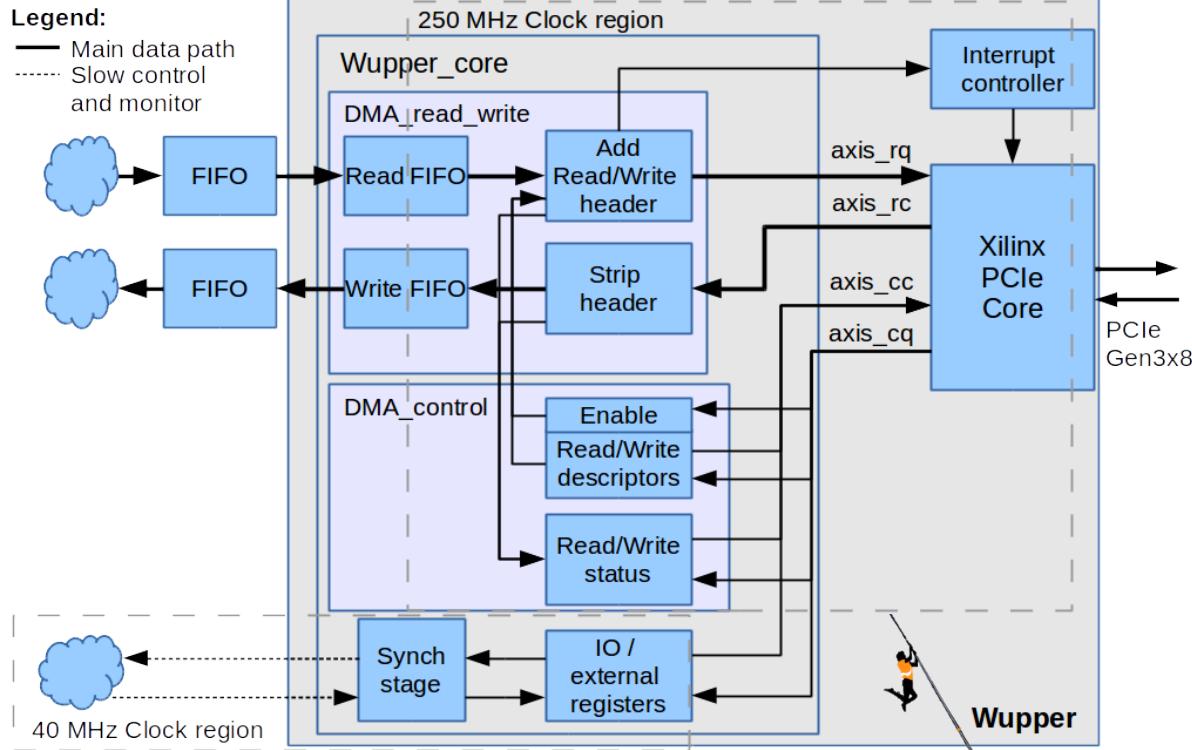 Legend:
Main data path
Slow control
and monitor
250 MHz Clock region
Wupper_core
Interrupt
controller
DMA_read_write
FIFO
Read FIFO
Add
Read/Write
header
axis_rq
axis_rc
FIFO
Write FIFO
Strip
header
axis_cc
axis_cq
Xilinx
PCIe
Core
PCIe
Gen3x8
DMA_control
Enable
Read/Write
descriptors
Read/Write
status
Synch
stage
IO /
external
registers
40 MHz Clock region
Wupper